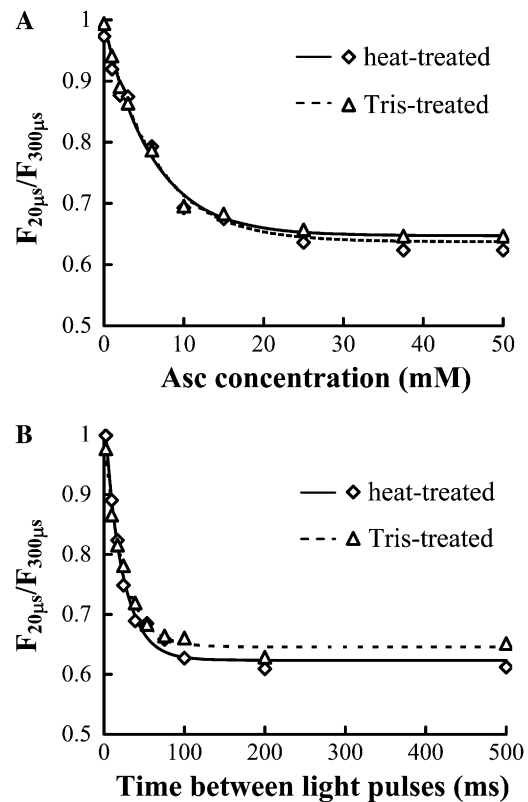 A
1
0.9
0.8
0.7
0.6
0.5
F20µs/F300µs
heat-treated
Tris-treated
0 10 20 30 40 50
Asc concentration (mM)
B
1
0.9
0.8
0.7
0.6
0.5
F20µs/F300µs
heat-treated
Tris-treated
0 100 200 300 400 500
Time between light pulses (ms)